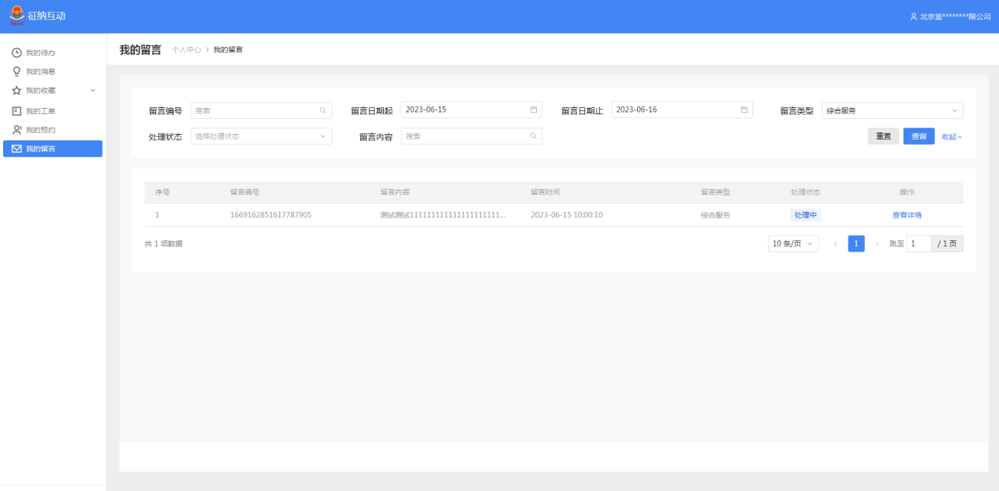 征纳互动
北京蓝********限公司
我的待办
我的消息
我的收藏
我的工单
我的预约
我的留言
我的留言 个人中心 > 我的留言
留言编号 搜索 留言日期起 2023-06-15 留言日期止 2023-06-16 留言类型 综合服务
处理状态 选择处理状态 留言内容 搜索 重置 查询 收起
序号 留言编号 留言内容 留言时间 留言类型 处理状态 操作
1 1669162851617787905 测试测试111111111111111111111... 2023-06-15 10:00:10 综合服务 处理中 查看详情
共 1 项数据 10 条/页 1 跳至 1 / 1 页